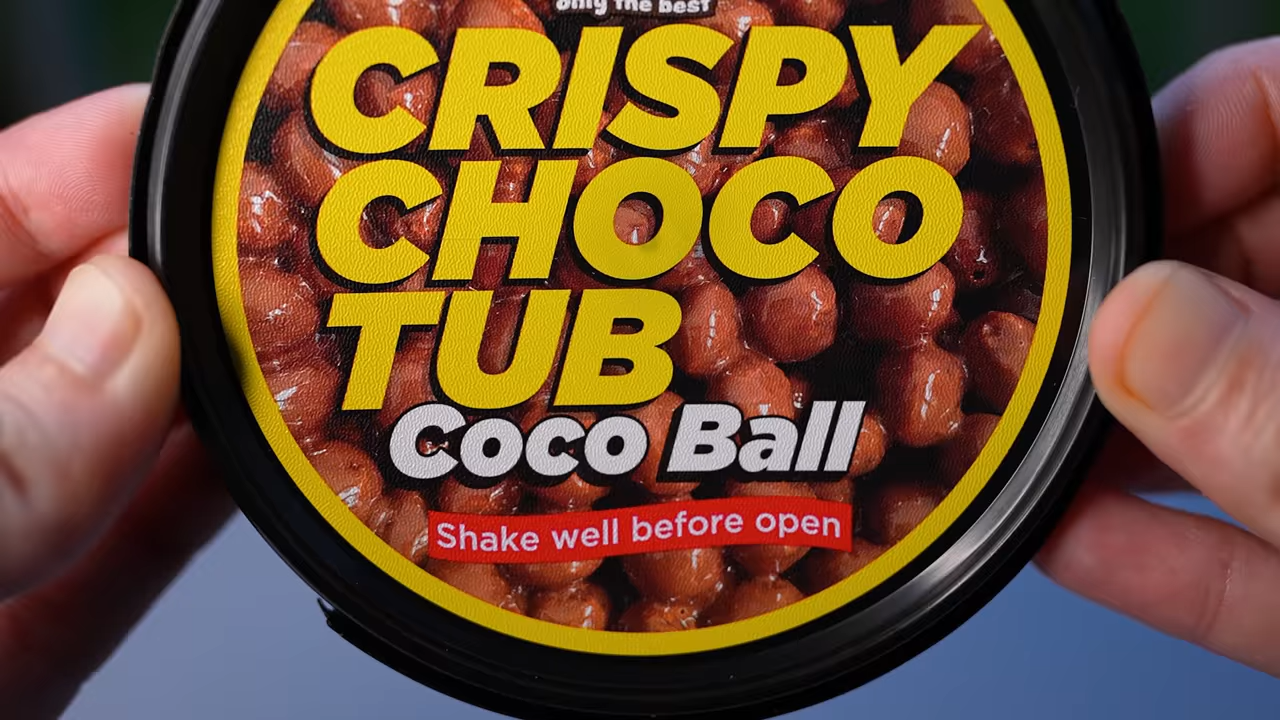 only the best
CRISPY
CHOCO
TUB
Coco Ball
Shake well before open